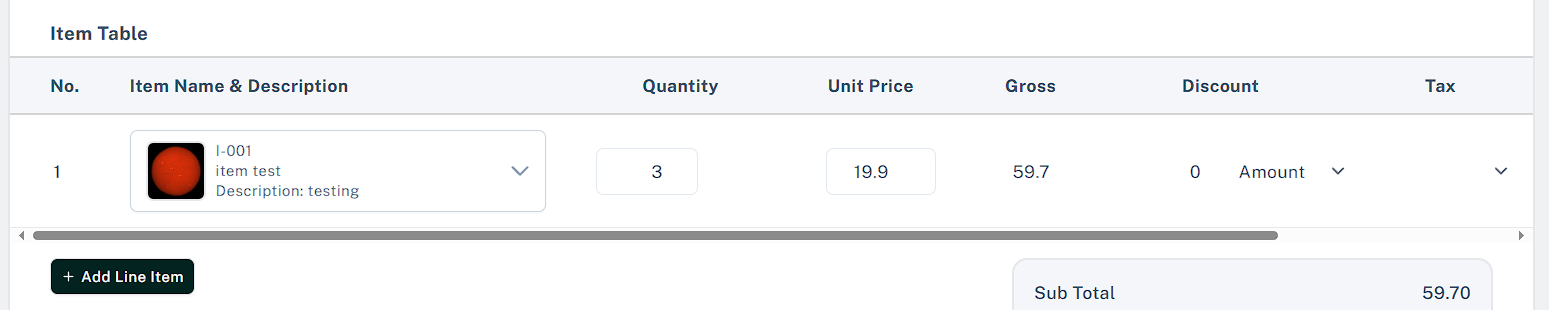 Item Table
No. Item Name & Description Quantity Unit Price Gross Discount Tax
I-001
1 item test 3 19.9 59.7 0 Amount
Description: testing
+ Add Line Item
Sub Total 59.70